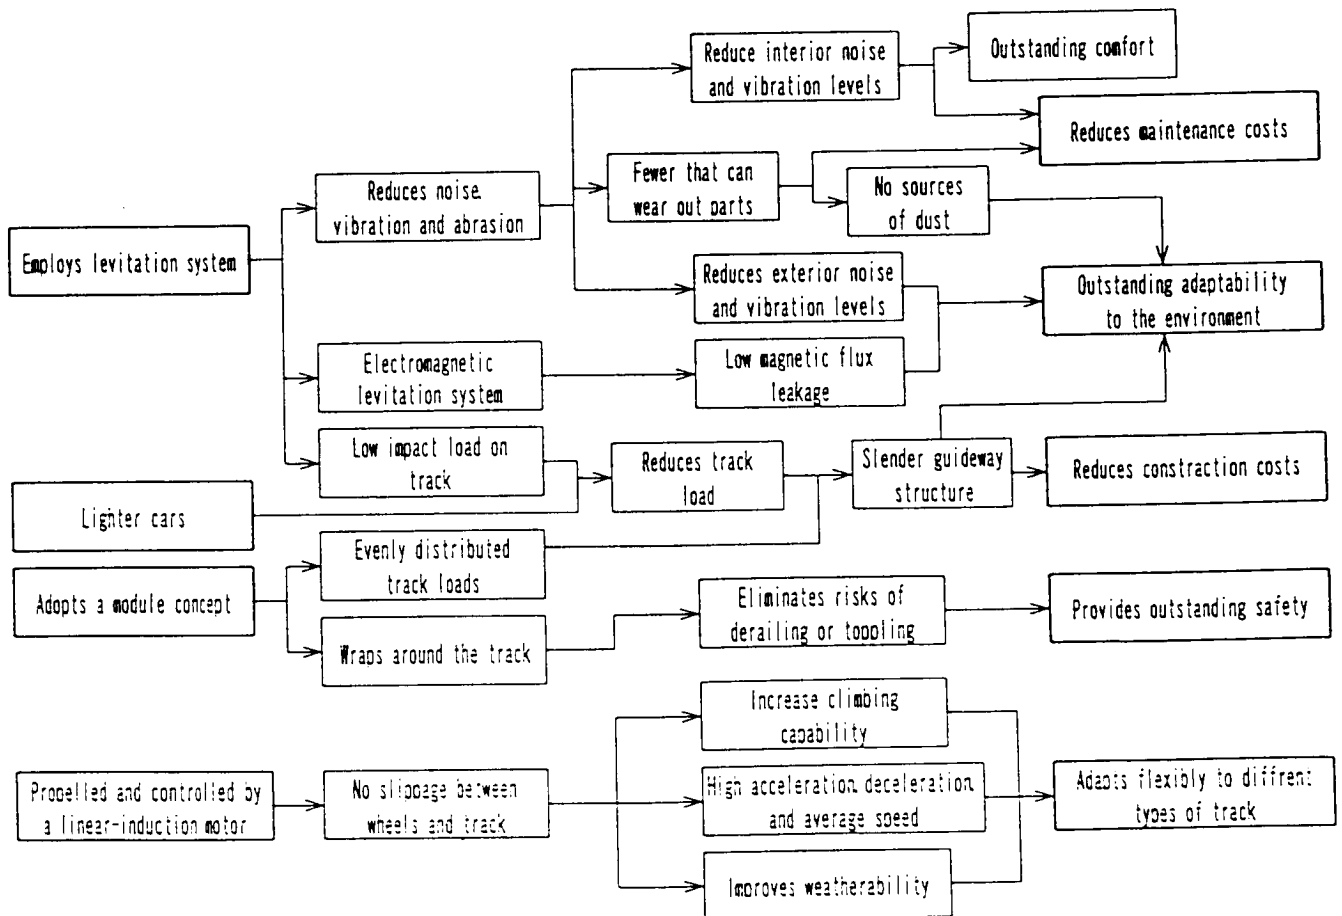 Reduce interior noise
and vibration levels
Outstanding comfort
Reduces maintenance costs
Reduces noise
vibration and abrasion
Fewer that can
wear out parts
No sources
of dust
Employs levitation system
Reduces exterior noise
and vibration levels
Outstanding adaptability
to the environment
Electromagnetic
levitation system
Low magnetic flux
leakage
Low impact load on
track
Reduces track
load
Slender guideway
structure
Reduces constraction costs
Lighter cars
Evenly distributed
track loads
Adopts a module concept
Eliminates risks of
derailing or toppling
Provides outstanding safety
Wraps around the track
Increase climbing
capability
Propelled and controlled by
a linear-induction motor
No slippage between
wheels and track
High acceleration, deceleration,
and average speed
Adapts flexibly to diffrent
types of track
Improves weatherability